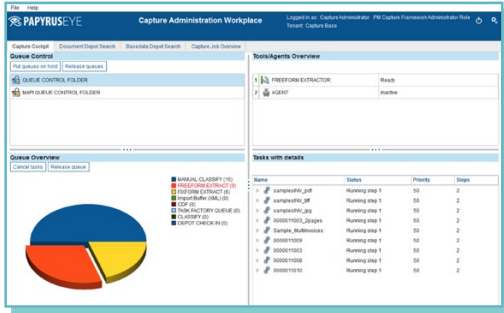 File Help
PAPYRUSEYE
Capture Administration Workplace
Logged in as: Capture Administrator PM Capture Framework Administrator Role
Tenant: Capture Base
Capture Cockpit Document Depot Search Basedata Depot Search Capture Job Overview
Queue Control
Put queues on hold Release queues
QUEUE CONTROL FOLDER
MAPI QUEUE CONTROL FOLDER
Tools/Agents Overview
1 FREEFORM EXTRACTOR Ready
2 AGENT Inactive
Queue Overview
Cancel tasks Release queue
MANUAL CLASSIFY (15)
FREEFORM EXTRACT (9)
FIXFORM EXTRACT (6)
Import Buffer (XML) (0)
CDF (0)
TASK FACTORY QUEUE (0)
CLASSIFY (0)
DEPOT CHECK IN (0)
Tasks with details
Name Status Priority Steps
samplesINV_pdf Running step 1 50 2
samplesINV_tiff Running step 1 50 2
samplesINV_jpg Running step 1 50 2
0000011003_2pages Running step 1 50 2
Sample_Multiinvoices Running step 1 50 2
0000011009 Running step 1 50 2
0000011003 Running step 1 50 2
0000011008 Running step 1 50 2
0000011010 Running step 1 50 2